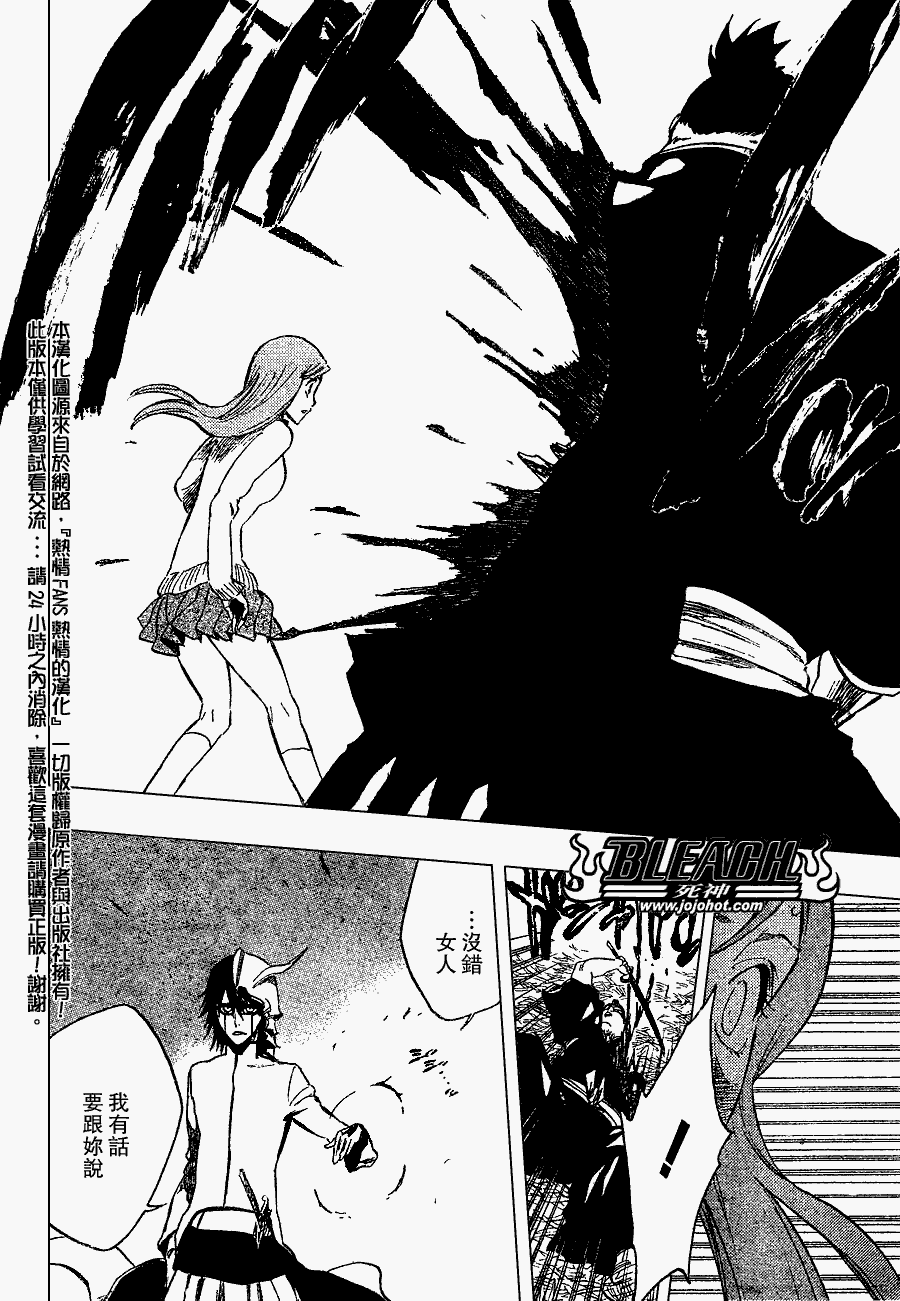 本漢化圖源來自於網路，『熱情FANS 熱情的漢化』一切版權歸原作者與出版社擁有！
此版本僅供學習試看交流... 請24小時之內消除，喜歡這套漫畫請購買正版！謝謝。
BLEACH
死神
www.jojohot.com
!
...沒錯
女人
我有話
要跟妳說